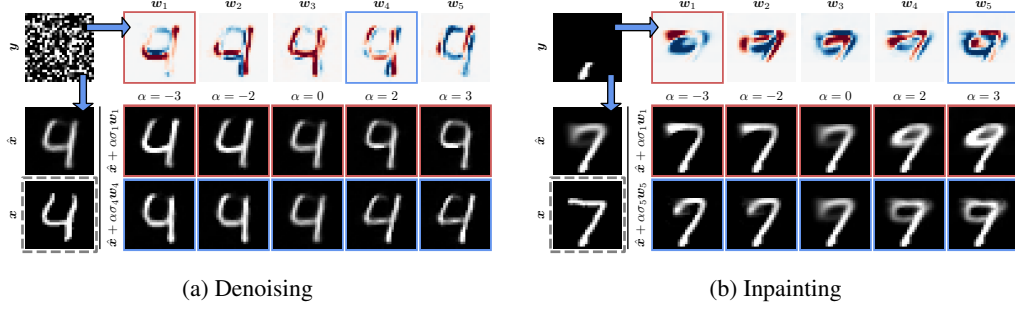 w₁ w₂ w₃ w₄ w₅
y
α = −3 α = −2 α = 0 α = 2 α = 3
x̂
x̂ + ασ₁w₁
x
x̂ + ασ₄w₄
(a) Denoising
w₁ w₂ w₃ w₄ w₅
y
α = −3 α = −2 α = 0 α = 2 α = 3
x̂
x̂ + ασ₁w₁
x
x̂ + ασ₅w₅
(b) Inpainting